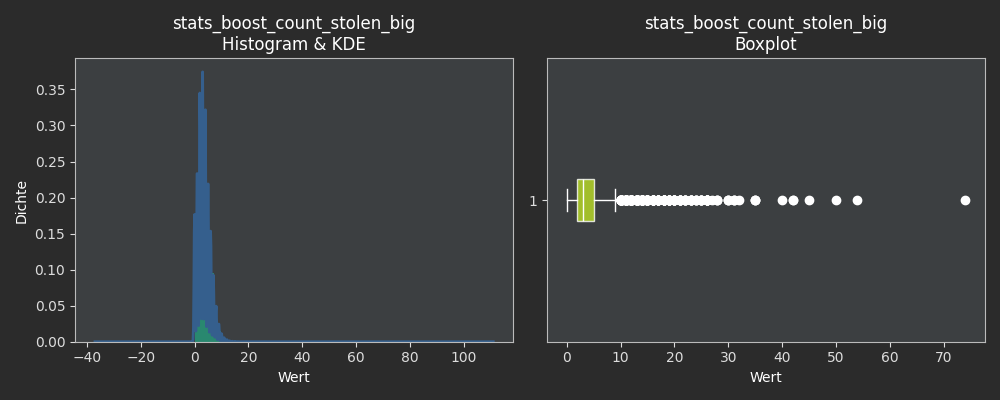 stats_boost_count_stolen_big
Histogram & KDE
Dichte
0.35
0.30
0.25
0.20
0.15
0.10
0.05
0.00
−40 −20 0 20 40 60 80 100
Wert
stats_boost_count_stolen_big
Boxplot
1
0 10 20 30 40 50 60 70
Wert